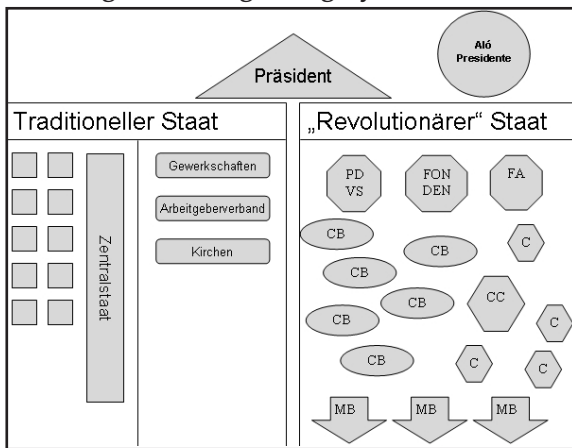 Aló
Presidente
Präsident
Traditioneller Staat
Zentralstaat
Gewerkschaften
Arbeitgeberverband
Kirchen
„Revolutionärer“ Staat
PD
VS
FON
DEN
FA
CB
CB
C
CB
CB
CC
CB
C
CB
C
C
MB
MB
MB